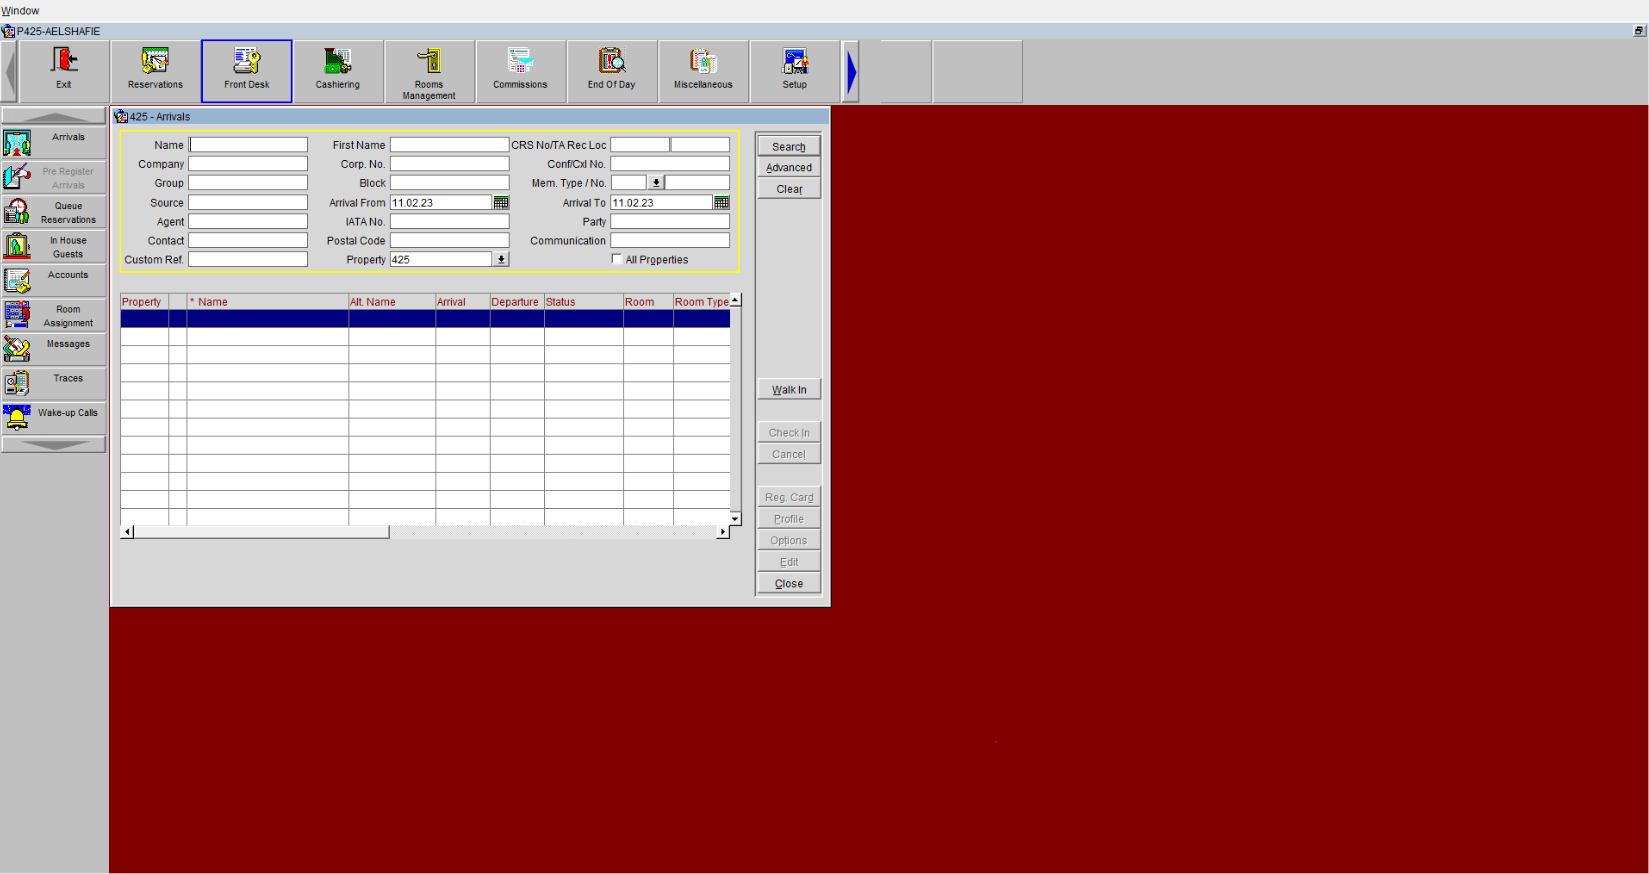 Window
P425-AELSHAFIE
Exit
Reservations
Front Desk
Cashiering
Rooms
Management
Commissions
End Of Day
Miscellaneous
Setup
Arrivals
Pre Register
Arrivals
Queue
Reservations
In House
Guests
Accounts
Room
Assignment
Messages
Traces
Wake-up Calls
425 - Arrivals
Name First Name CRS No/TA Rec Loc
Company Corp. No. Conf/Cxl No.
Group Block Mem. Type / No.
Source Arrival From 11.02.23 Arrival To 11.02.23
Agent IATA No. Party
Contact Postal Code Communication
Custom Ref. Property 425 All Properties
Property * Name Alt. Name Arrival Departure Status Room Room Type
Search
Advanced
Clear
Walk In
Check In
Cancel
Reg. Card
Profile
Options
Edit
Close